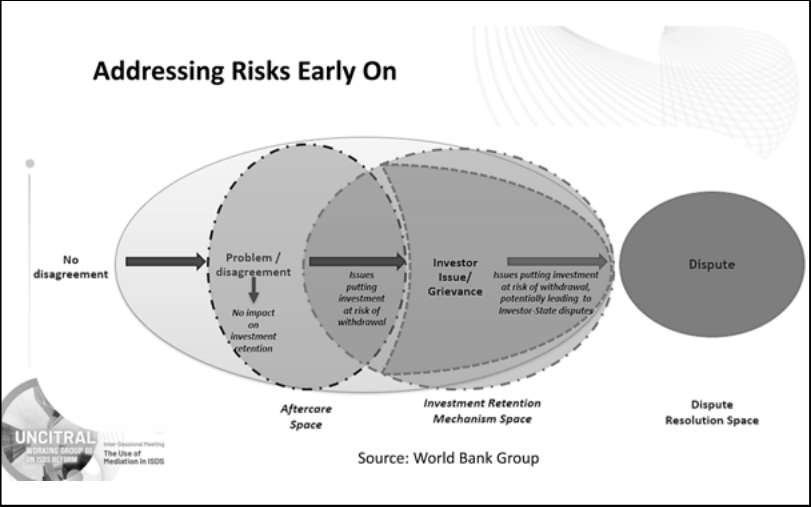 Addressing Risks Early On
No
disagreement
Problem /
disagreement
No impact
on
investment
retention
Issues
putting
investment
at risk of
withdrawal
Investor
Issue/
Grievance
Issues putting investment
at risk of withdrawal,
potentially leading to
Investor-State disputes
Dispute
Aftercare
Space
Investment Retention
Mechanism Space
Dispute
Resolution Space
UNCITRAL
WORKING GROUP III
ON ISDS REFORM
Inter-Sessional Meeting
The Use of
Mediation in ISDS
Source: World Bank Group